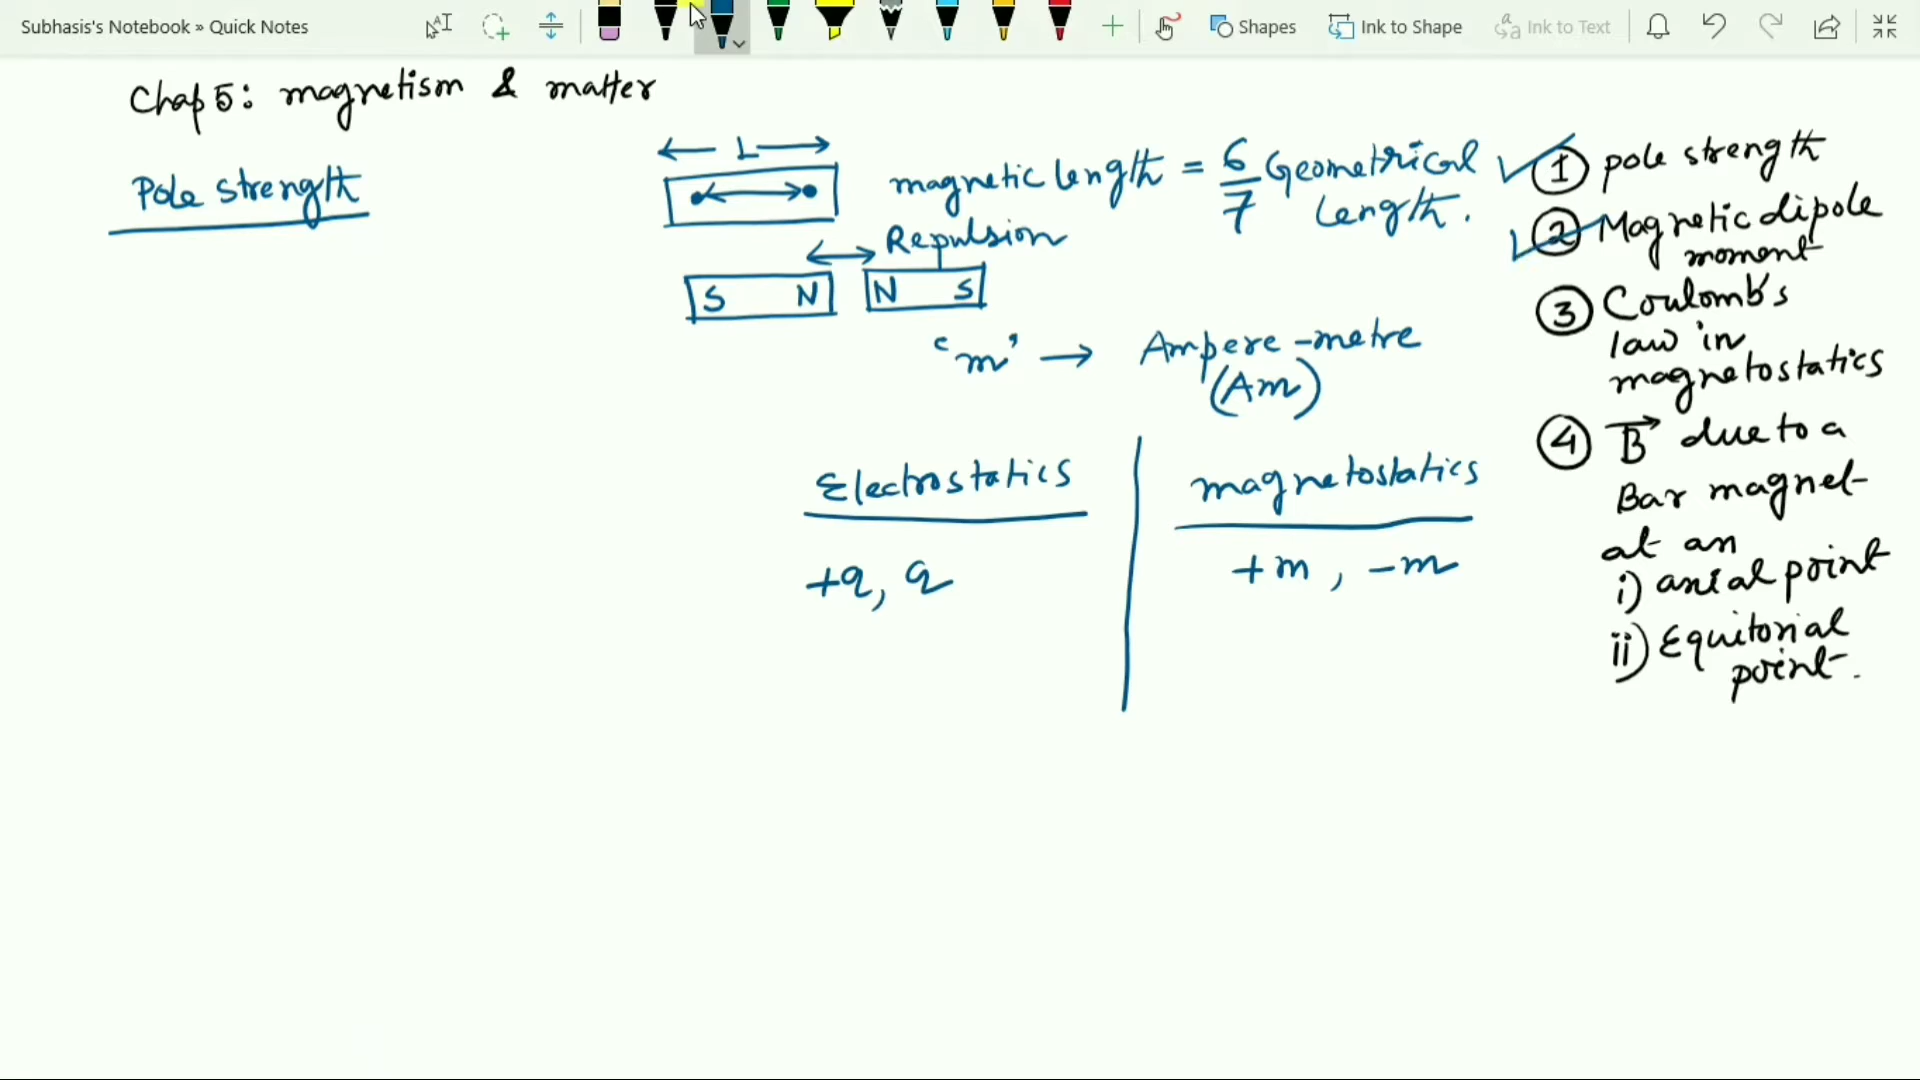 Subhasis's Notebook » Quick Notes
Shapes
Ink to Shape
Ink to Text
Chap 5: magnetism & matter
Pole strength
L
magnetic length = 6/7 Geometrical
length.
Repulsion
S N
N S
'm' → Ampere-metre
(Am)
Electrostatics
magnetostatics
+q, q
+m, -m
① pole strength
② Magnetic dipole
moment
③ Coulomb's
law in
magnetostatics
④ B⃗ due to a
Bar magnet
at an
i) axial point
ii) Equitorial
point.